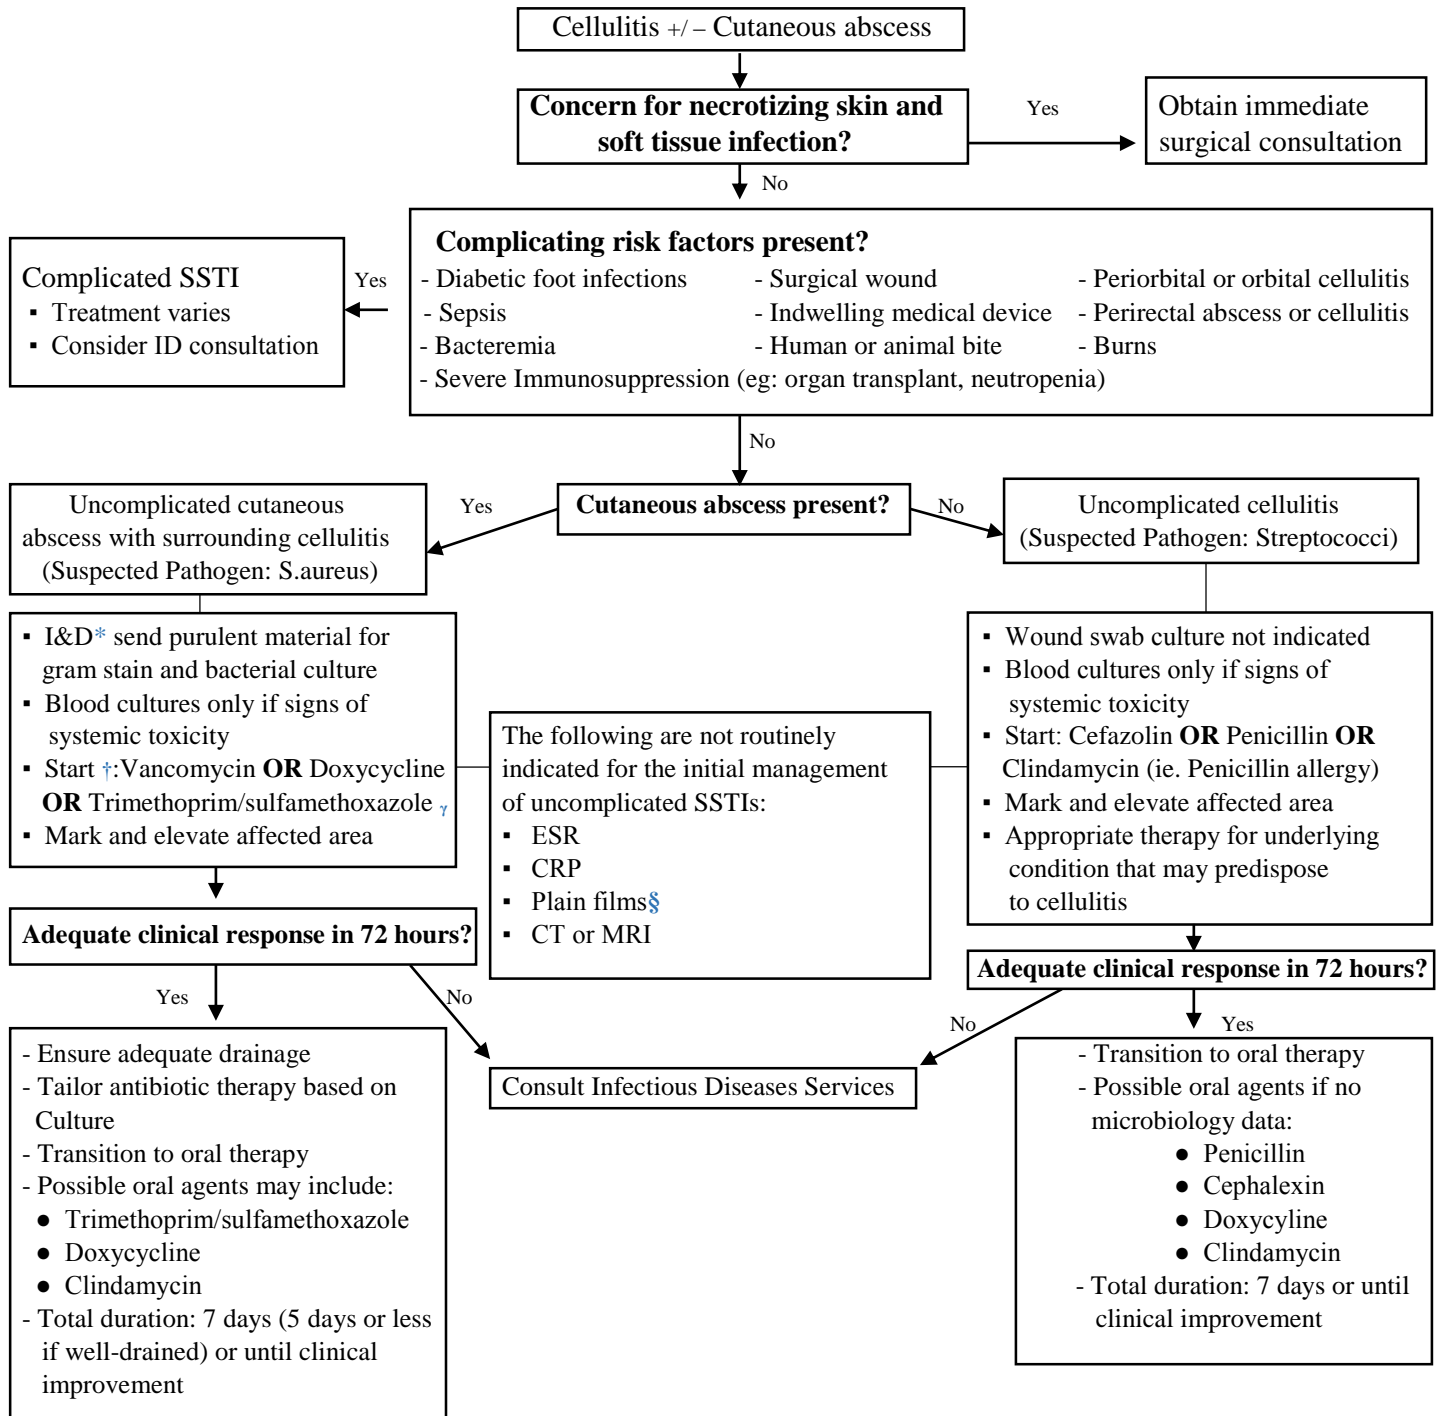 Cellulitis +/– Cutaneous abscess
Concern for necrotizing skin and
soft tissue infection?
Yes
Obtain immediate
surgical consultation
No
Complicating risk factors present?
- Diabetic foot infections
- Surgical wound
- Periorbital or orbital cellulitis
- Sepsis
- Indwelling medical device
- Perirectal abscess or cellulitis
- Bacteremia
- Human or animal bite
- Burns
- Severe Immunosuppression (eg: organ transplant, neutropenia)
Yes
Complicated SSTI
▪ Treatment varies
▪ Consider ID consultation
No
Cutaneous abscess present?
Yes
No
Uncomplicated cutaneous
abscess with surrounding cellulitis
(Suspected Pathogen: S.aureus)
Uncomplicated cellulitis
(Suspected Pathogen: Streptococci)
▪ I&D* send purulent material for
gram stain and bacterial culture
▪ Blood cultures only if signs of
systemic toxicity
▪ Start †:Vancomycin OR Doxycycline
OR Trimethoprim/sulfamethoxazole γ
▪ Mark and elevate affected area
The following are not routinely
indicated for the initial management
of uncomplicated SSTIs:
▪ ESR
▪ CRP
▪ Plain films§
▪ CT or MRI
▪ Wound swab culture not indicated
▪ Blood cultures only if signs of
systemic toxicity
▪ Start: Cefazolin OR Penicillin OR
Clindamycin (ie. Penicillin allergy)
▪ Mark and elevate affected area
▪ Appropriate therapy for underlying
condition that may predispose
to cellulitis
Adequate clinical response in 72 hours?
Yes
No
Adequate clinical response in 72 hours?
No
Yes
Consult Infectious Diseases Services
- Ensure adequate drainage
- Tailor antibiotic therapy based on
Culture
- Transition to oral therapy
- Possible oral agents may include:
● Trimethoprim/sulfamethoxazole
● Doxycycline
● Clindamycin
- Total duration: 7 days (5 days or less
if well-drained) or until clinical
improvement
- Transition to oral therapy
- Possible oral agents if no
microbiology data:
● Penicillin
● Cephalexin
● Doxycyline
● Clindamycin
- Total duration: 7 days or until
clinical improvement